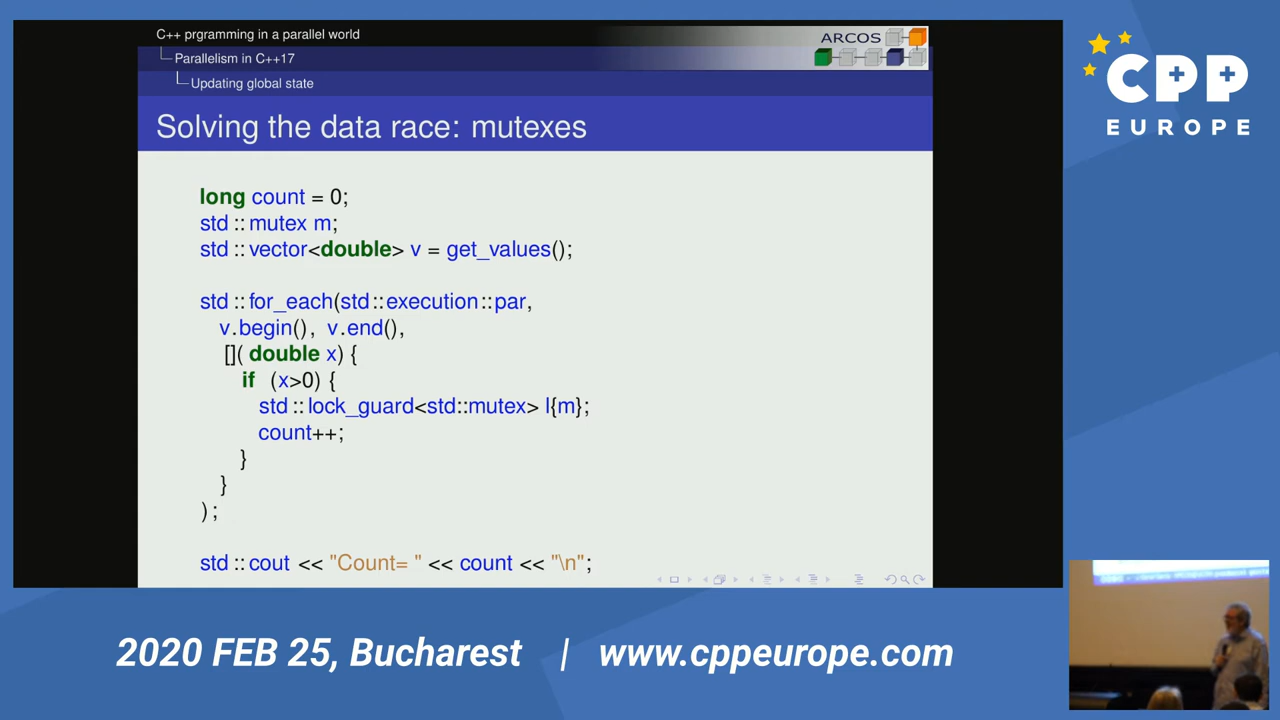 C++ prgramming in a parallel world
Parallelism in C++17
Updating global state
ARCOS
Solving the data race: mutexes
long count = 0;
std::mutex m;
std::vector<double> v = get_values();
std::for_each(std::execution::par,
v.begin(), v.end(),
[](double x) {
if (x>0) {
std::lock_guard<std::mutex> l{m};
count++;
}
}
);
std::cout << "Count= " << count << "\n";
CPP
EUROPE
2020 FEB 25, Bucharest | www.cppeurope.com